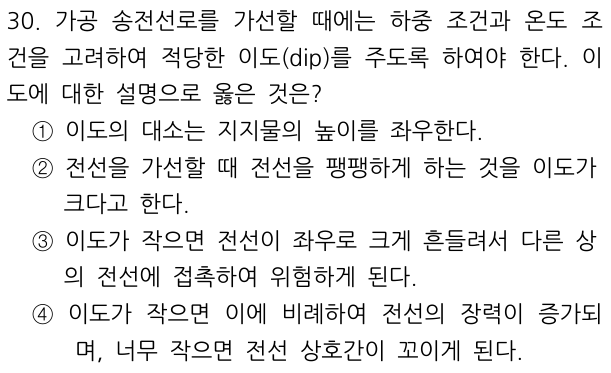 30. 가공 송전선로를 가선할 때에는 하중 조건과 온도 조
건을 고려하여 적당한 이도(dip)를 주도록 하여야 한다. 이
도에 대한 설명으로 옳은 것은?
① 이도의 대소는 지지물의 높이를 좌우한다.
② 전선을 가선할 때 전선을 팽팽하게 하는 것을 이도가
크다고 한다.
③ 이도가 작으면 전선이 좌우로 크게 흔들려서 다른 상
의 전선에 접촉하여 위험하게 된다.
④ 이도가 작으면 이에 비례하여 전선의 장력이 증가되
며, 너무 작으면 전선 상호간이 꼬이게 된다.